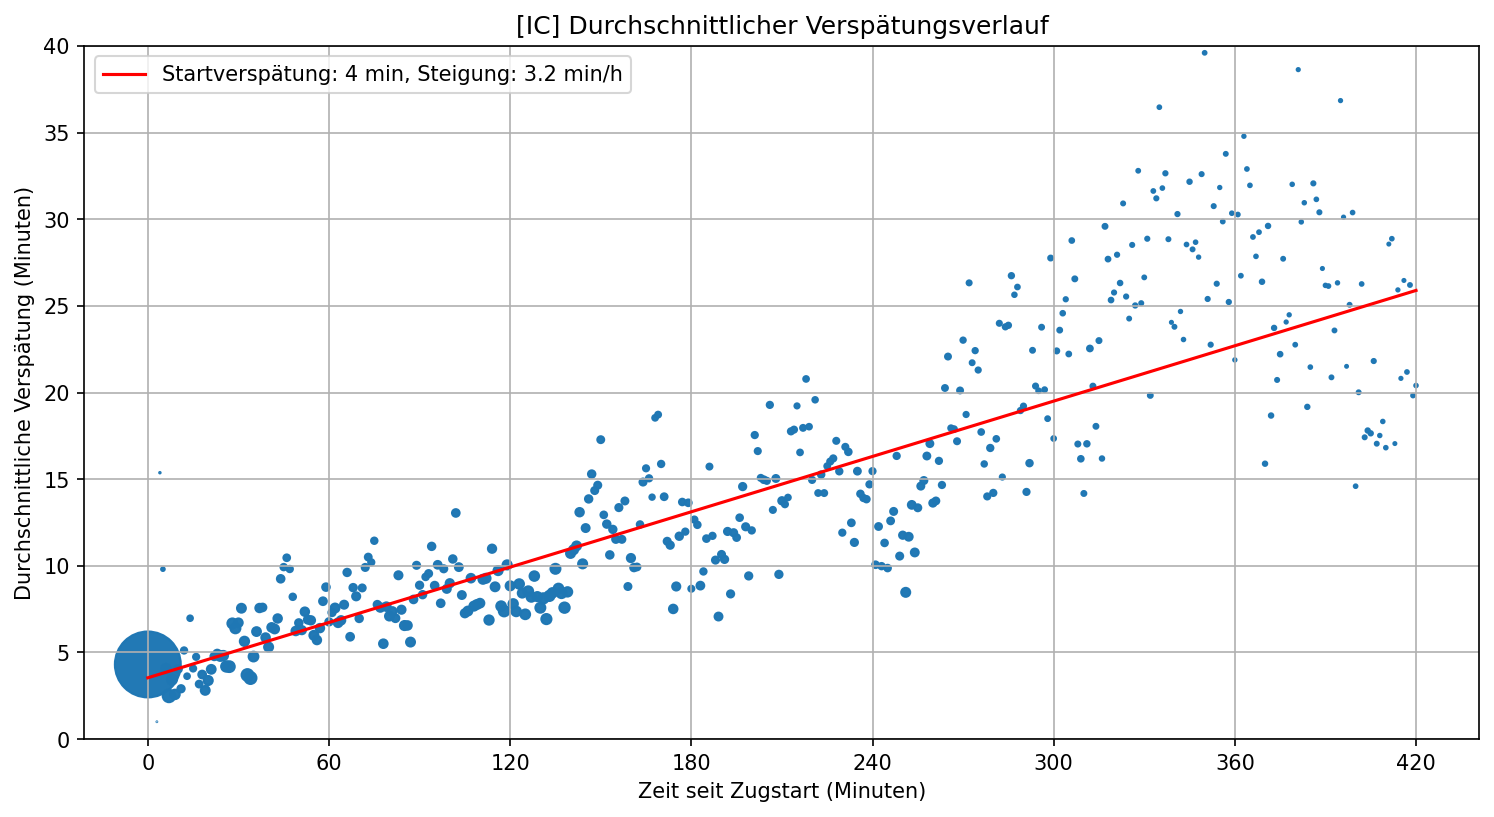 [IC] Durchschnittlicher Verspätungsverlauf
Startverspätung: 4 min, Steigung: 3.2 min/h
Durchschnittliche Verspätung (Minuten)
40
35
30
25
20
15
10
5
0
0 60 120 180 240 300 360 420
Zeit seit Zugstart (Minuten)